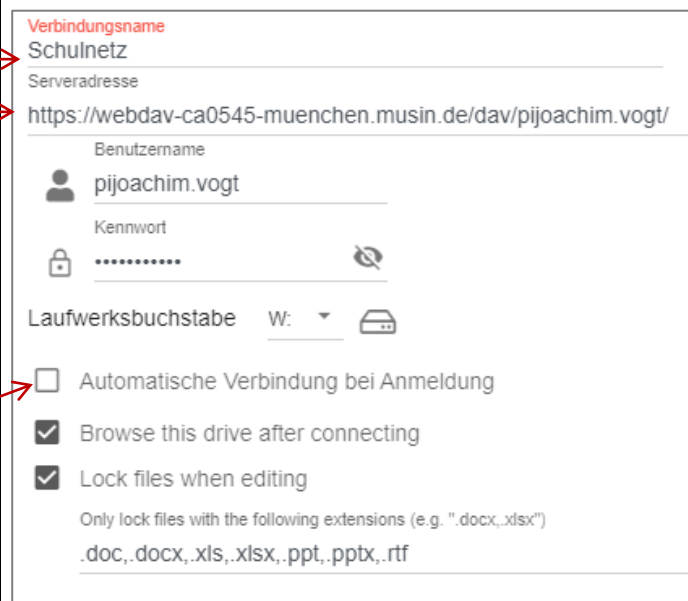 Verbindungsname
Schulnetz
Serveradresse
https://webdav-ca0545-muenchen.musin.de/dav/pijoachim.vogt/
Benutzername
pijoachim.vogt
Kennwort
•••••••••••
Laufwerksbuchstabe W:
Automatische Verbindung bei Anmeldung
Browse this drive after connecting
Lock files when editing
Only lock files with the following extensions (e.g. ".docx,.xlsx")
.doc,.docx,.xls,.xlsx,.ppt,.pptx,.rtf